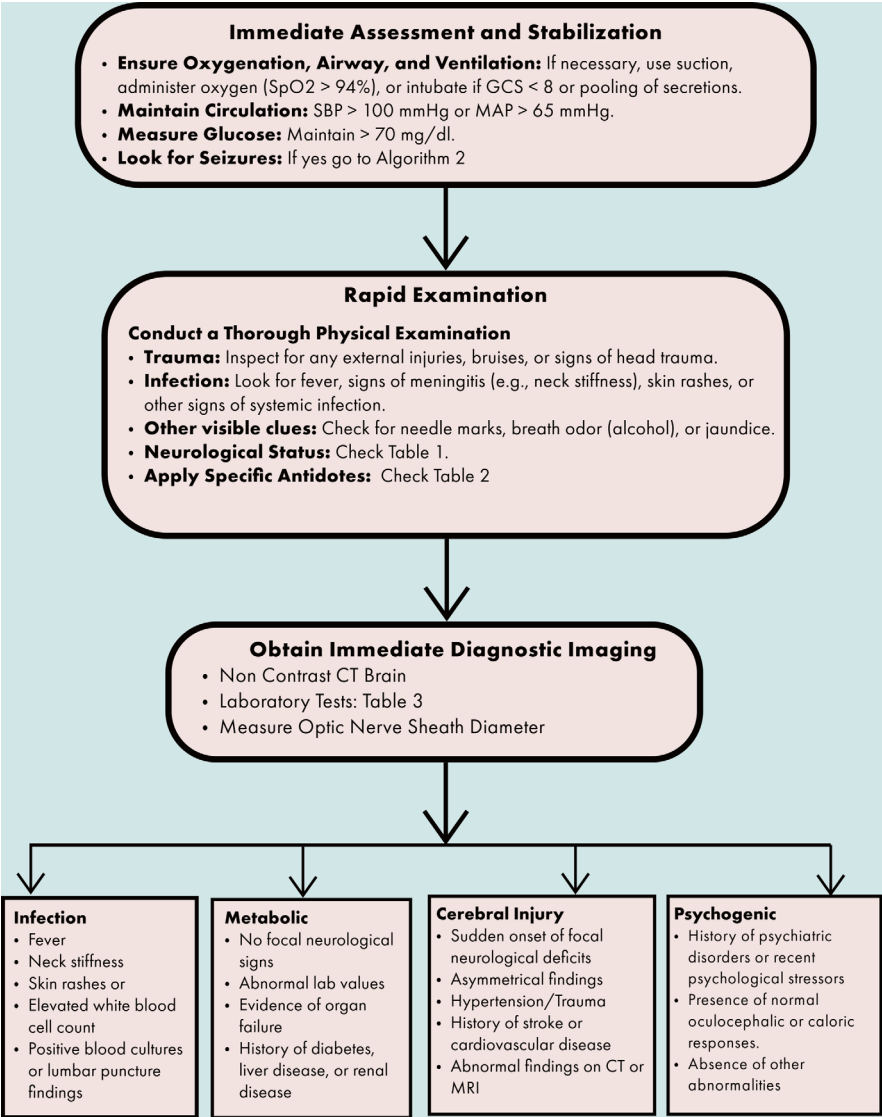 Immediate Assessment and Stabilization
• Ensure Oxygenation, Airway, and Ventilation: If necessary, use suction,
administer oxygen (SpO2 > 94%), or intubate if GCS < 8 or pooling of secretions.
• Maintain Circulation: SBP > 100 mmHg or MAP > 65 mmHg.
• Measure Glucose: Maintain > 70 mg/dl.
• Look for Seizures: If yes go to Algorithm 2
Rapid Examination
Conduct a Thorough Physical Examination
• Trauma: Inspect for any external injuries, bruises, or signs of head trauma.
• Infection: Look for fever, signs of meningitis (e.g., neck stiffness), skin rashes, or
other signs of systemic infection.
• Other visible clues: Check for needle marks, breath odor (alcohol), or jaundice.
• Neurological Status: Check Table 1.
• Apply Specific Antidotes: Check Table 2
Obtain Immediate Diagnostic Imaging
• Non Contrast CT Brain
• Laboratory Tests: Table 3
• Measure Optic Nerve Sheath Diameter
Infection
• Fever
• Neck stiffness
• Skin rashes or
• Elevated white blood
cell count
• Positive blood cultures
or lumbar puncture
findings
Metabolic
• No focal neurological
signs
• Abnormal lab values
• Evidence of organ
failure
• History of diabetes,
liver disease, or renal
disease
Cerebral Injury
• Sudden onset of focal
neurological deficits
• Asymmetrical findings
• Hypertension/Trauma
• History of stroke or
cardiovascular disease
• Abnormal findings on CT or
MRI
Psychogenic
• History of psychiatric
disorders or recent
psychological stressors
• Presence of normal
oculocephalic or caloric
responses.
• Absence of other
abnormalities